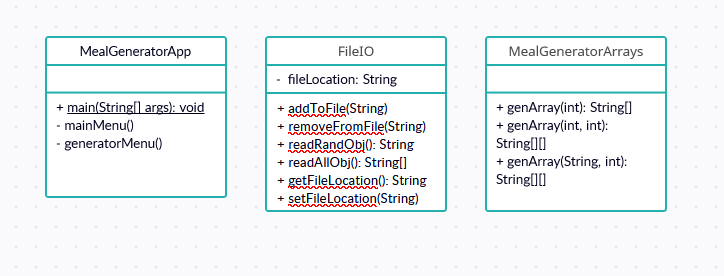 MealGeneratorApp
+ main(String[] args): void
- mainMenu()
- generatorMenu()
FileIO
- fileLocation: String
+ addToFile(String)
+ removeFromFile(String)
+ readRandObj(): String
+ readAllObj(): String[]
+ getFileLocation(): String
+ setFileLocation(String)
MealGeneratorArrays
+ genArray(int): String[]
+ genArray(int, int):
String[][]
+ genArray(String, int):
String[][]